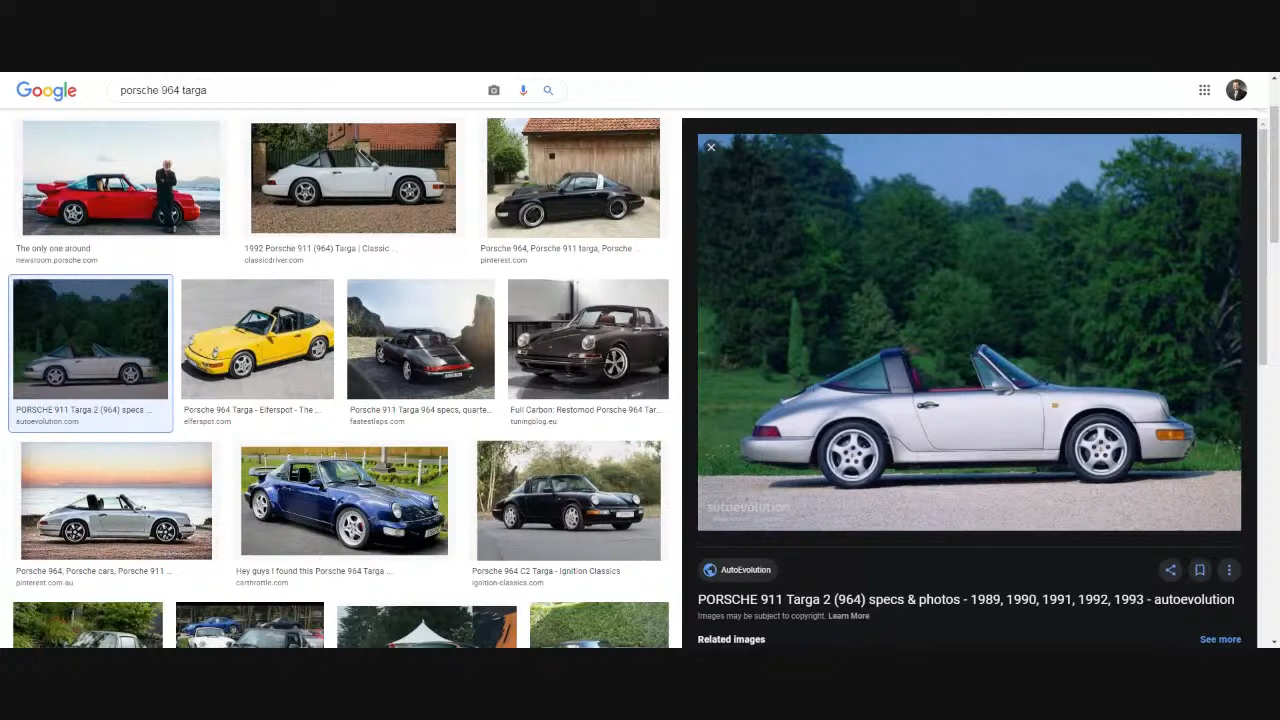 Google
porsche 964 targa
The only one around
newsroom.porsche.com
1992 Porsche 911 (964) Targa | Classic ...
classicdriver.com
Porsche 964, Porsche 911 targa, Porsche ...
pinterest.com
PORSCHE 911 Targa 2 (964) specs ...
autoevolution.com
Porsche 964 Targa - Elferspot - The ...
elferspot.com
Porsche 911 Targa 964 specs, quarte...
fastestlaps.com
Full Carbon: Restomod Porsche 964 Tar...
tuningblog.eu
Porsche 964, Porsche cars, Porsche 911 ...
pinterest.com.au
Hey guys I found this Porsche 964 Targa ...
carthrottle.com
Porsche 964 C2 Targa - Ignition Classics
ignition-classics.com
autoevolution
AutoEvolution
PORSCHE 911 Targa 2 (964) specs & photos - 1989, 1990, 1991, 1992, 1993 - autoevolution
Images may be subject to copyright. Learn More
Related images
See more